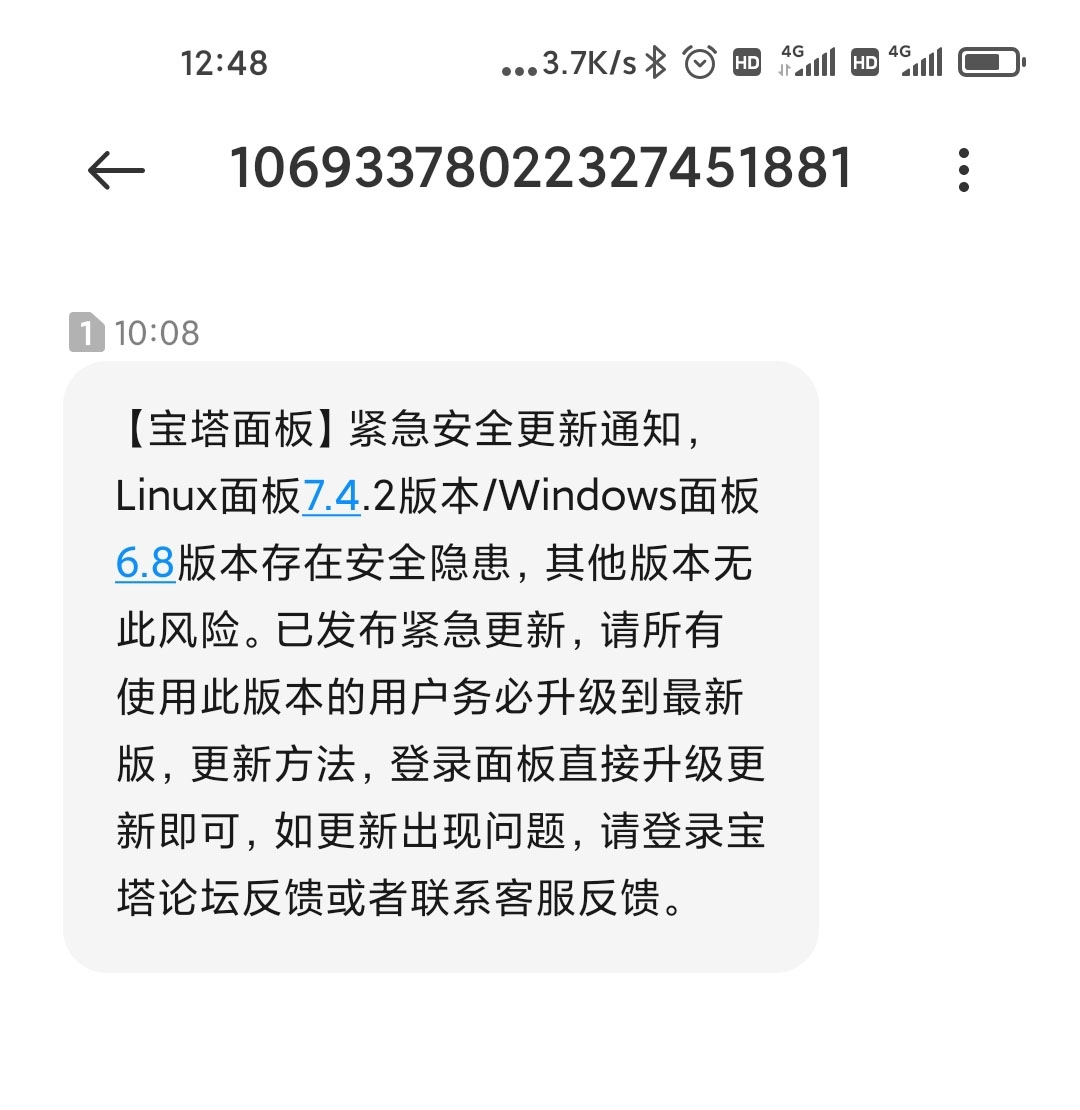 12:48
...3.7K/s HD 4G HD 4G
10693378022327451881
1 10:08
【宝塔面板】紧急安全更新通知，
Linux面板7.4.2版本/Windows面板
6.8版本存在安全隐患，其他版本无
此风险。已发布紧急更新，请所有
使用此版本的用户务必升级到最新
版，更新方法，登录面板直接升级更
新即可，如更新出现问题，请登录宝
塔论坛反馈或者联系客服反馈。